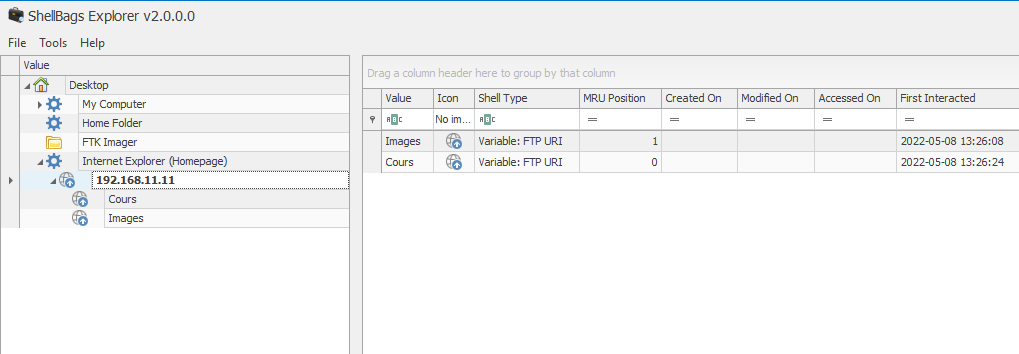 ShellBags Explorer v2.0.0.0
File Tools Help
Value
Desktop
My Computer
Home Folder
FTK Imager
Internet Explorer (Homepage)
192.168.11.11
Cours
Images
Drag a column header here to group by that column
Value Icon Shell Type MRU Position Created On Modified On Accessed On First Interacted
ABC No im... ABC = = = = =
Images Variable: FTP URI 1 2022-05-08 13:26:08
Cours Variable: FTP URI 0 2022-05-08 13:26:24